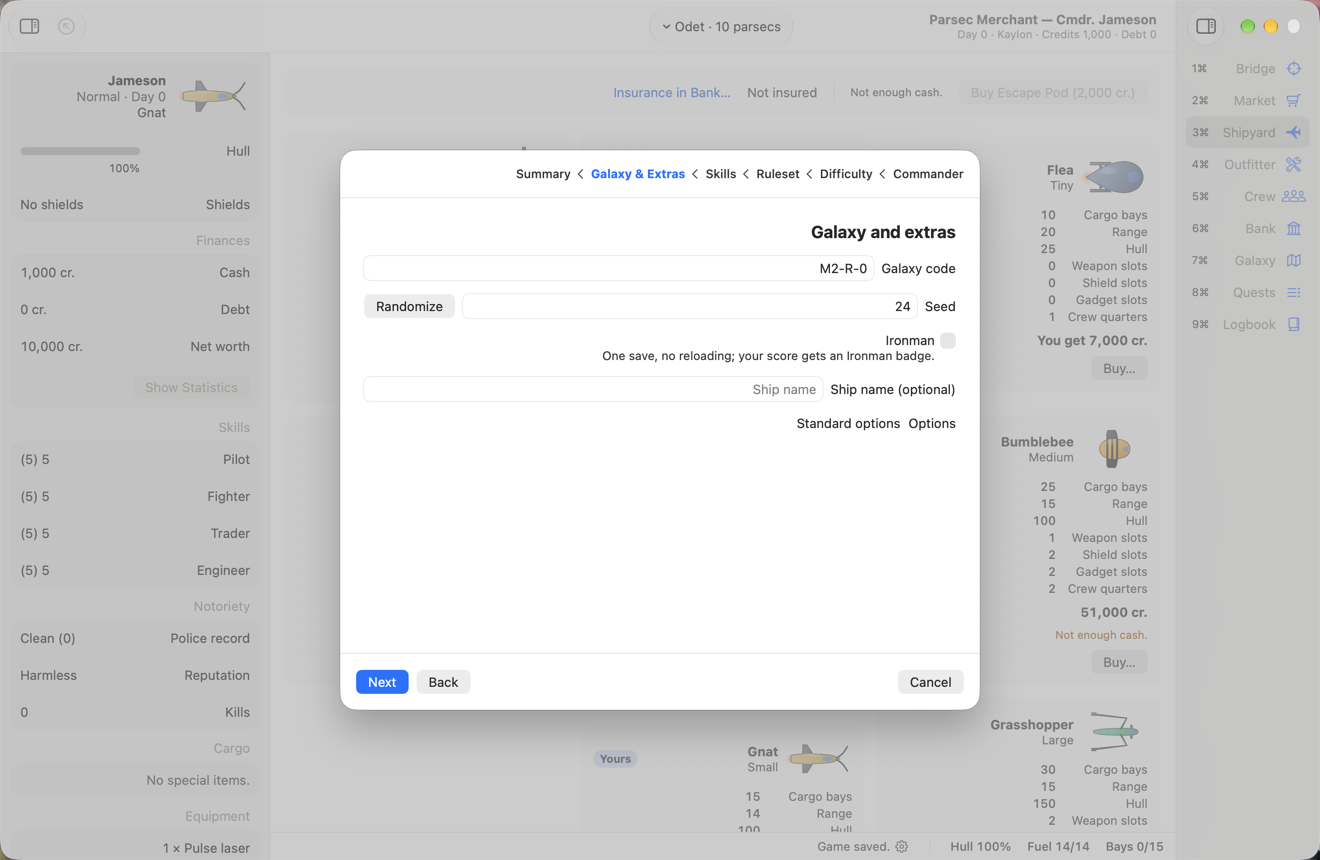 Odet · 10 parsecs
Parsec Merchant — Cmdr. Jameson
Day 0 · Kaylon · Credits 1,000 · Debt 0
Bridge 1⌘
Market 2⌘
Shipyard 3⌘
Outfitter 4⌘
Crew 5⌘
Bank 6⌘
Galaxy 7⌘
Quests 8⌘
Logbook 9⌘
Jameson
Normal · Day 0
Gnat
Hull
100%
Shields No shields
Finances
Cash 1,000 cr.
Debt 0 cr.
Net worth 10,000 cr.
Show Statistics
Skills
Pilot 5 (5)
Fighter 5 (5)
Trader 5 (5)
Engineer 5 (5)
Notoriety
Police record Clean (0)
Reputation Harmless
Kills 0
Cargo
No special items.
Equipment
1 × Pulse laser
Insurance in Bank...
Not insured
Not enough cash.
Buy Escape Pod (2,000 cr.)
Commander > Difficulty > Ruleset > Skills > Galaxy & Extras > Summary
Galaxy and extras
Galaxy code M2-R-0
Seed 24 Randomize
Ironman
One save, no reloading; your score gets an Ironman badge.
Ship name (optional) Ship name
Options Standard options
Next Back Cancel
Flea
Tiny
Cargo bays 10
Range 20
Hull 25
Weapon slots 0
Shield slots 0
Gadget slots 0
Crew quarters 1
You get 7,000 cr.
Buy...
Bumblebee
Medium
Cargo bays 25
Range 15
Hull 100
Weapon slots 1
Shield slots 2
Gadget slots 2
Crew quarters 2
51,000 cr.
Not enough cash.
Buy...
Grasshopper
Large
Cargo bays 30
Range 15
Hull 150
Weapon slots 2
Gnat
Small
Yours
Cargo bays 15
Range 14
Hull 100
Game saved.
Hull 100% Fuel 14/14 Bays 0/15